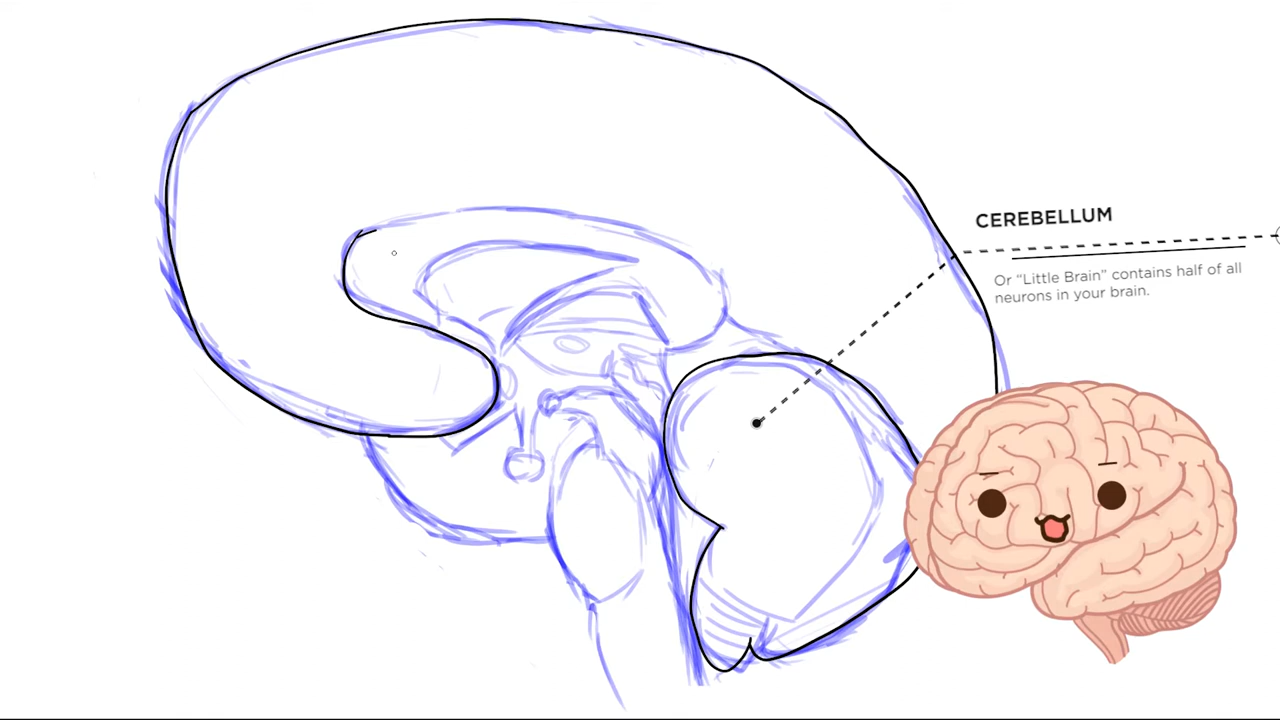 CEREBELLUM
Or “Little Brain” contains half of all
neurons in your brain.